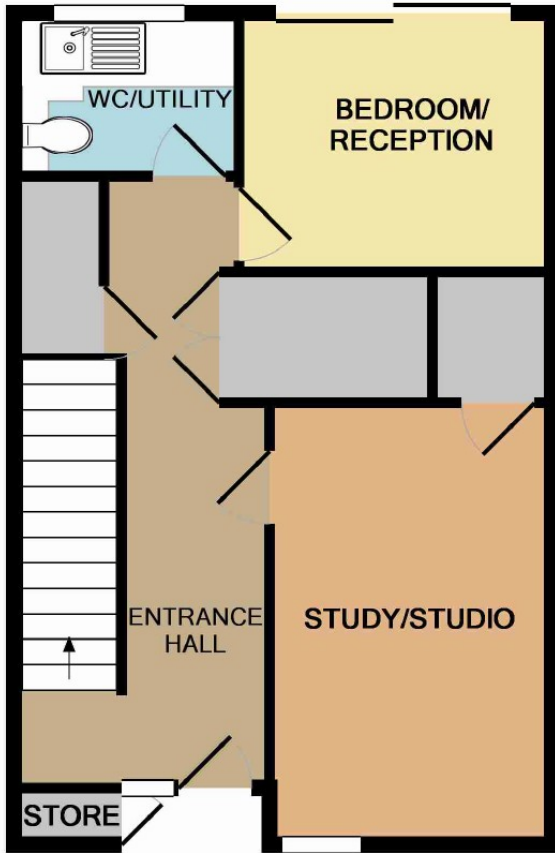 WC/UTILITY
BEDROOM/
RECEPTION
ENTRANCE
HALL
STUDY/STUDIO
STORE